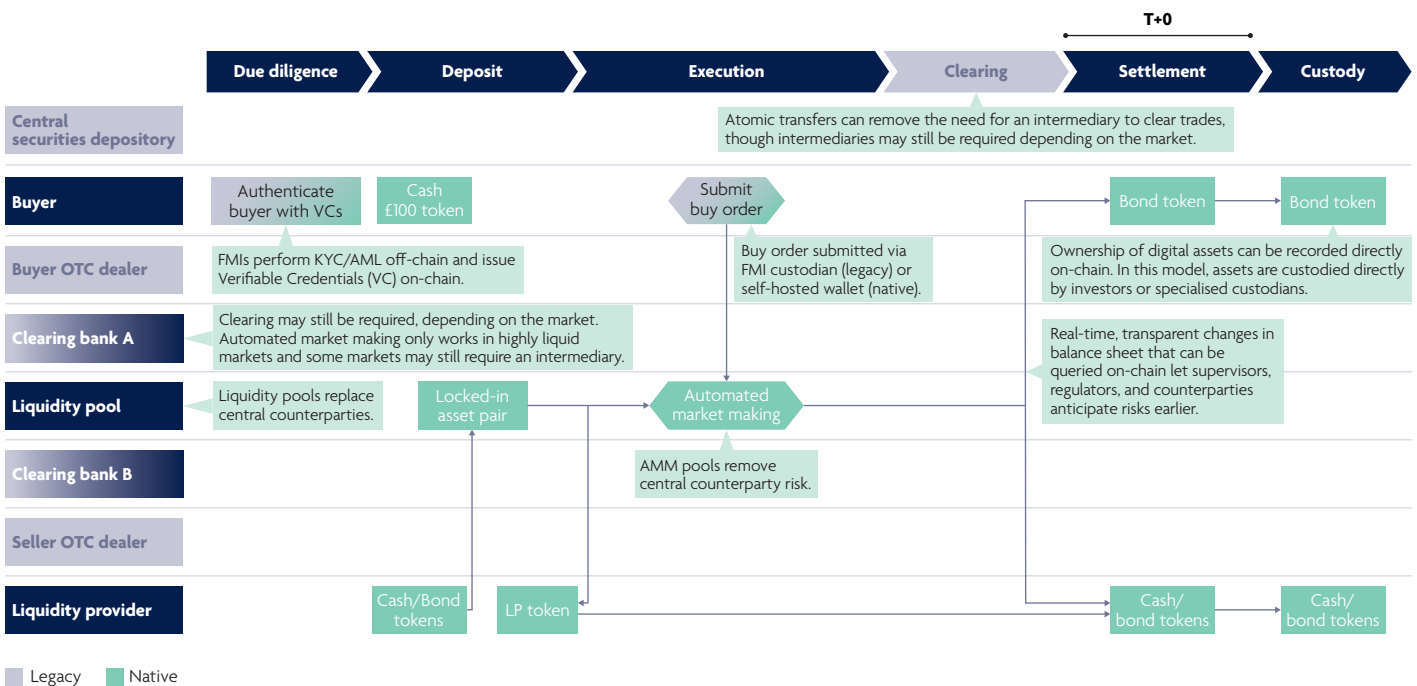 T+0
Due diligence
Deposit
Execution
Clearing
Settlement
Custody
Central
securities depository
Atomic transfers can remove the need for an intermediary to clear trades,
though intermediaries may still be required depending on the market.
Buyer
Authenticate
buyer with VCs
Cash
£100 token
Submit
buy order
Bond token
Bond token
Buyer OTC dealer
FMIs perform KYC/AML off-chain and issue
Verifiable Credentials (VC) on-chain.
Buy order submitted via
FMI custodian (legacy) or
self-hosted wallet (native).
Ownership of digital assets can be recorded directly
on-chain. In this model, assets are custodied directly
by investors or specialised custodians.
Clearing bank A
Clearing may still be required, depending on the market.
Automated market making only works in highly liquid
markets and some markets may still require an intermediary.
Real-time, transparent changes in
balance sheet that can be
queried on-chain let supervisors,
regulators, and counterparties
anticipate risks earlier.
Liquidity pool
Liquidity pools replace
central counterparties.
Locked-in
asset pair
Automated
market making
Clearing bank B
AMM pools remove
central counterparty risk.
Seller OTC dealer
Liquidity provider
Cash/Bond
tokens
LP token
Cash/
bond tokens
Cash/
bond tokens
Legacy
Native